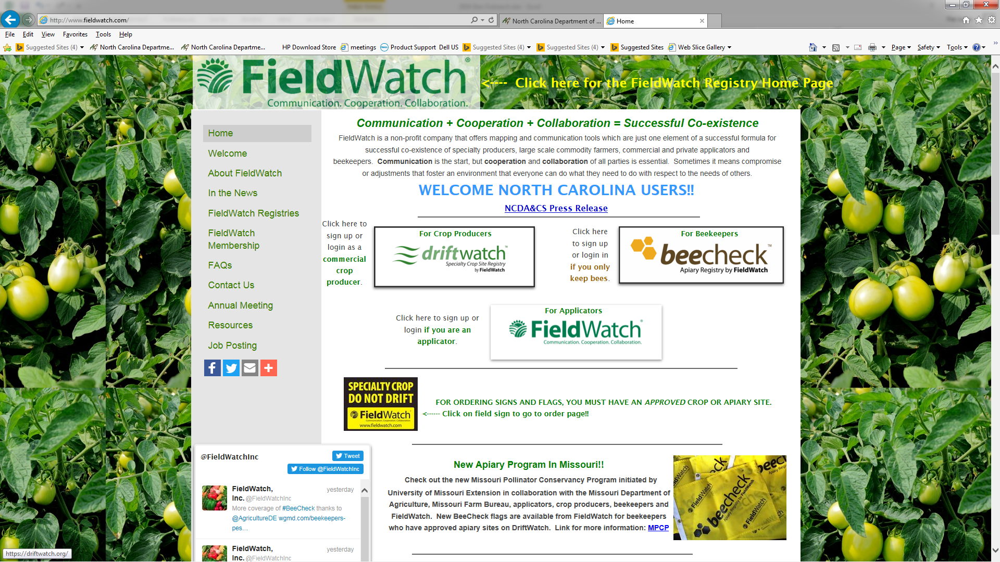 http://www.fieldwatch.com/
North Carolina Department of ...
Home
File Edit View Favorites Tools Help
Suggested Sites (4) North Carolina Departme... North Carolina Departme... HP Download Store meetings Product Support Dell US Suggested Sites (4) Suggested Sites (4) Suggested Sites Web Slice Gallery
Page Safety Tools
FieldWatch®
Communication. Cooperation. Collaboration.
<---- Click here for the FieldWatch Registry Home Page
Home
Welcome
About FieldWatch
In the News
FieldWatch Registries
FieldWatch
Membership
FAQs
Contact Us
Annual Meeting
Resources
Job Posting
Communication + Cooperation + Collaboration = Successful Co-existence
FieldWatch is a non-profit company that offers mapping and communication tools which are just one element of a successful formula for
successful co-existence of specialty producers, large scale commodity farmers, commercial and private applicators and
beekeepers. Communication is the start, but cooperation and collaboration of all parties is essential. Sometimes it means compromise
or adjustments that foster an environment that everyone can do what they need to do with respect to the needs of others.
WELCOME NORTH CAROLINA USERS!!
NCDA&CS Press Release
Click here to
sign up or
login as a
commercial
crop
producer.
For Crop Producers
driftwatch™
Specialty Crop Site Registry
by FieldWatch
Click here
to sign up
or login in
if you only
keep bees.
For Beekeepers
beecheck™
Apiary Registry by FieldWatch
Click here to sign up or
login if you are an
applicator.
For Applicators
FieldWatch®
Communication. Cooperation. Collaboration.
SPECIALTY CROP
DO NOT DRIFT
FieldWatch
Communication. Cooperation. Collaboration.
www.fieldwatch.com
FOR ORDERING SIGNS AND FLAGS, YOU MUST HAVE AN APPROVED CROP OR APIARY SITE.
<------ Click on field sign to go to order page!!
@FieldWatchInc
Tweet
Follow @FieldWatchInc
FieldWatch, yesterday
Inc. @FieldWatchInc
More coverage of #BeeCheck thanks to
@AgricultureDE wgmd.com/beekeepers-
pes…
FieldWatch, yesterday
Inc. @FieldWatchInc
New Apiary Program In Missouri!!
Check out the new Missouri Pollinator Conservancy Program initiated by
University of Missouri Extension in collaboration with the Missouri Department of
Agriculture, Missouri Farm Bureau, applicators, crop producers, beekeepers and
FieldWatch. New BeeCheck flags are available from FieldWatch for beekeepers
who have approved apiary sites on DriftWatch. Link for more information: MPCP
beecheck
Apiary Registry by FieldWatch
FieldWatch
https://driftwatch.org/